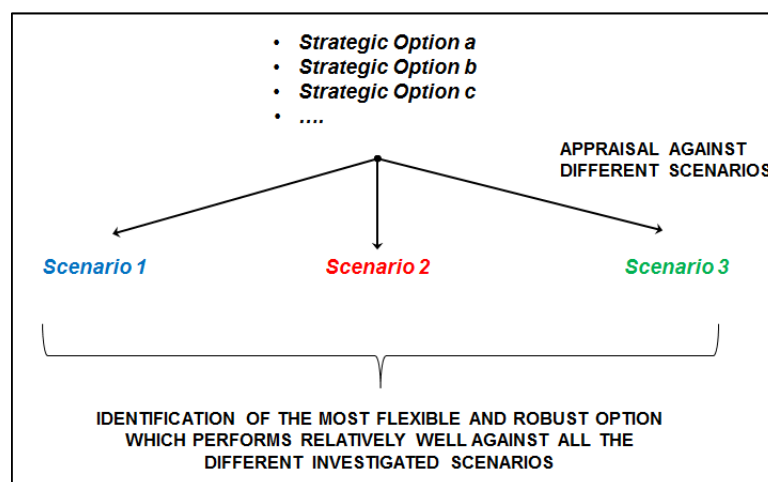 • Strategic Option a
• Strategic Option b
• Strategic Option c
• ....
APPRAISAL AGAINST
DIFFERENT SCENARIOS
Scenario 1
Scenario 2
Scenario 3
IDENTIFICATION OF THE MOST FLEXIBLE AND ROBUST OPTION
WHICH PERFORMS RELATIVELY WELL AGAINST ALL THE
DIFFERENT INVESTIGATED SCENARIOS